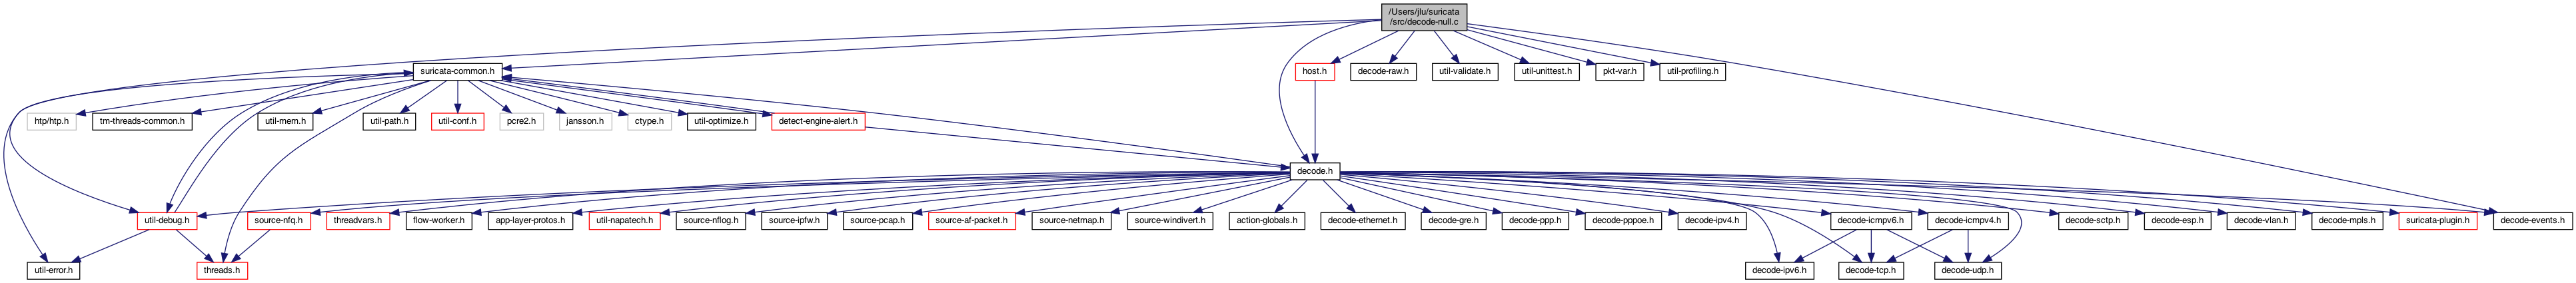 /Users/jlu/suricata
/src/decode-null.c
suricata-common.h
host.h
decode-raw.h
util-validate.h
util-unittest.h
pkt-var.h
util-profiling.h
htp/htp.h
tm-threads-common.h
util-mem.h
util-path.h
util-conf.h
pcre2.h
jansson.h
ctype.h
util-optimize.h
detect-engine-alert.h
decode.h
util-debug.h
source-nfq.h
threadvars.h
flow-worker.h
app-layer-protos.h
util-napatech.h
source-nflog.h
source-ipfw.h
source-pcap.h
source-af-packet.h
source-netmap.h
source-windivert.h
action-globals.h
decode-ethernet.h
decode-gre.h
decode-ppp.h
decode-pppoe.h
decode-ipv4.h
decode-icmpv6.h
decode-icmpv4.h
decode-sctp.h
decode-esp.h
decode-vlan.h
decode-mpls.h
suricata-plugin.h
decode-events.h
util-error.h
threads.h
decode-ipv6.h
decode-tcp.h
decode-udp.h